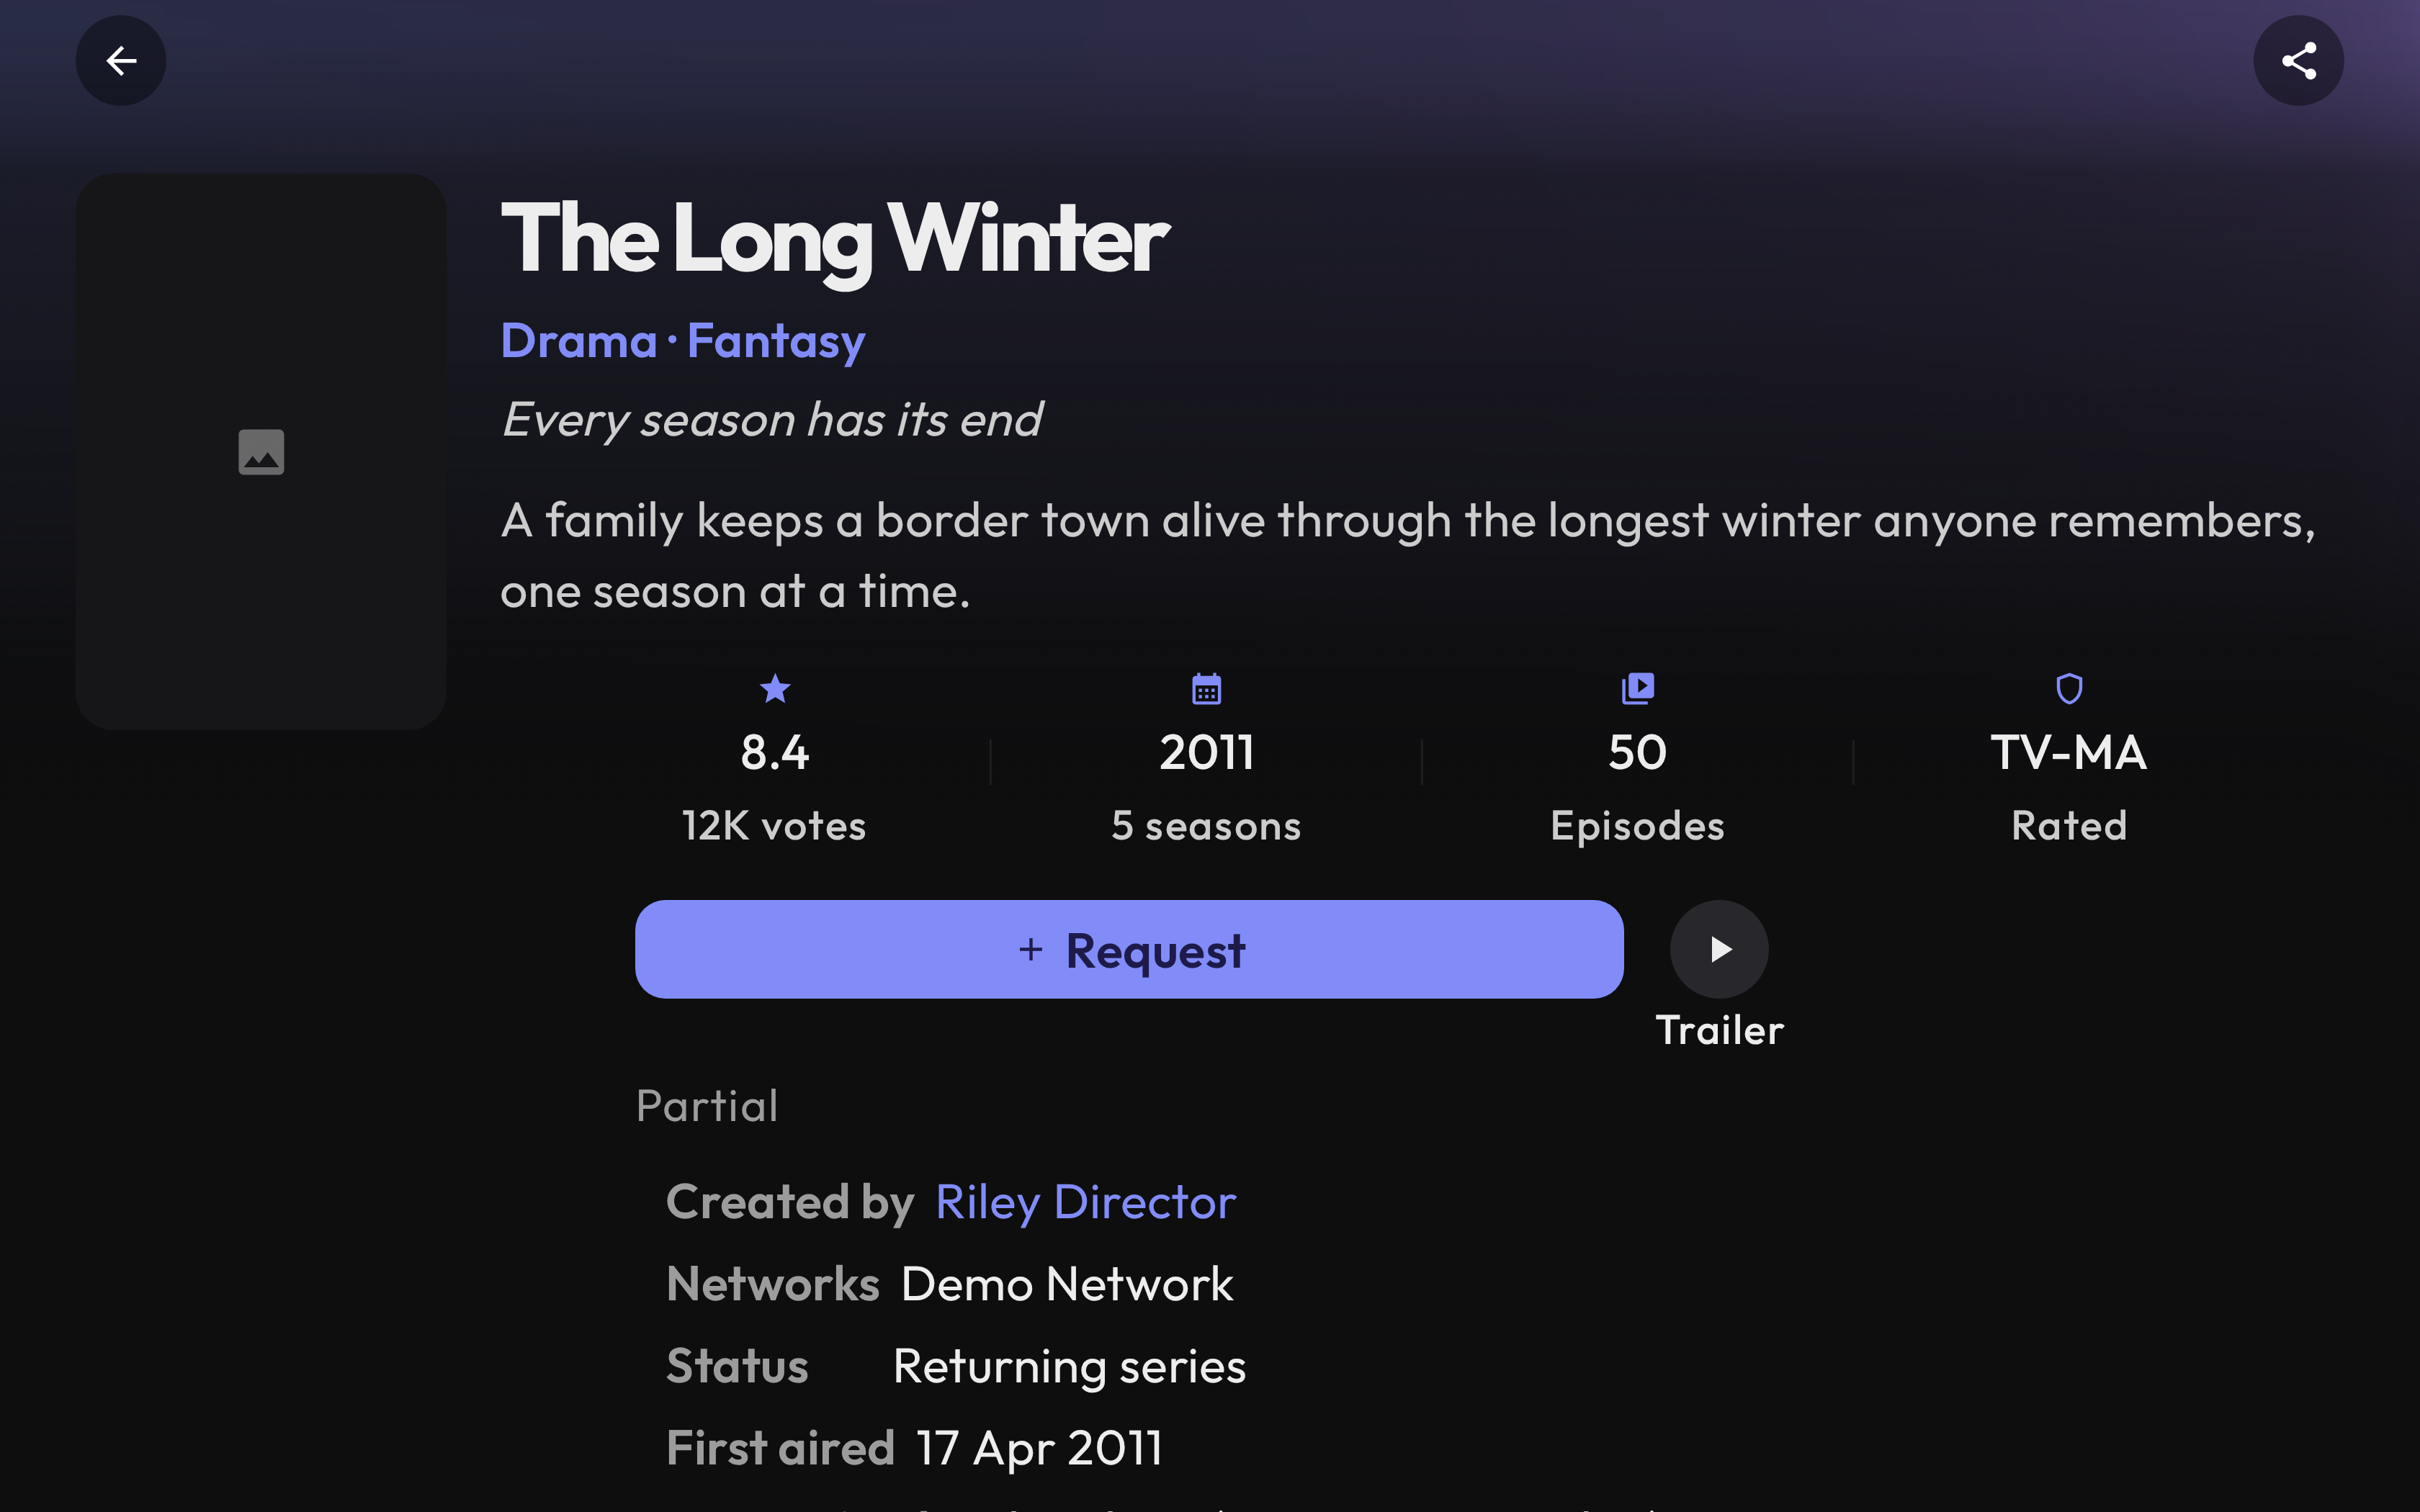 The Long Winter
Drama · Fantasy
Every season has its end
A family keeps a border town alive through the longest winter anyone remembers,
one season at a time.
8.4
12K votes
2011
5 seasons
50
Episodes
TV-MA
Rated
+ Request
Trailer
Partial
Created by Riley Director
Networks Demo Network
Status Returning series
First aired 17 Apr 2011